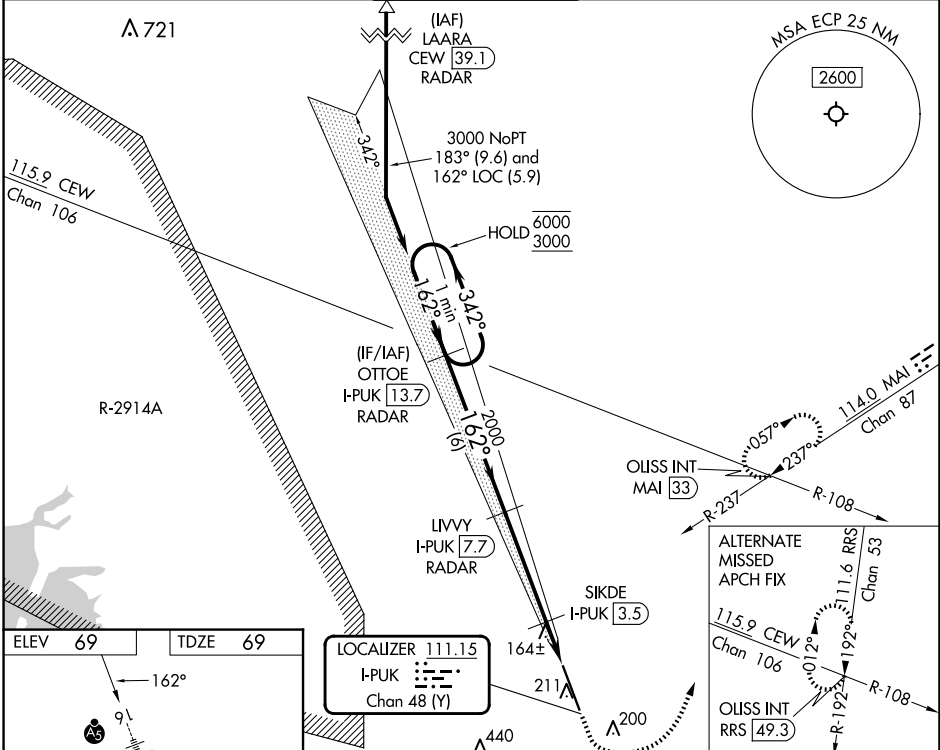 721
(IAF)
LAARA
CEW 39.1
RADAR
MSA ECP 25 NM
2600
342°
3000 NoPT
183° (9.6) and
162° LOC (5.9)
115.9 CEW
Chan 106
HOLD 6000
3000
1 min
162°
342°
(IF/IAF)
OTTOE
I-PUK 13.7
RADAR
R-2914A
2000
162°
(6)
114.0 MAI
Chan 87
057°
237°
OLISS INT
MAI 33
R-237
R-108
LIVVY
I-PUK 7.7
RADAR
SIKDE
I-PUK 3.5
164±
211
200
440
ALTERNATE
MISSED
APCH FIX
111.6 RRS
Chan 53
115.9 CEW
Chan 106
012°
192°
R-108
R-192
OLISS INT
RRS 49.3
ELEV 69
TDZE 69
162°
16
A5
LOCALIZER 111.15
I-PUK
Chan 48 (Y)